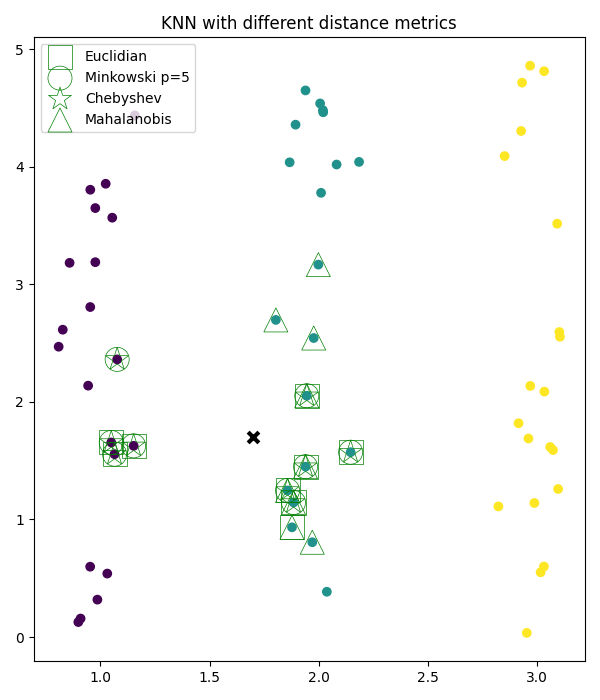 KNN with different distance metrics
Euclidian
Minkowski p=5
Chebyshev
Mahalanobis
5
4
3
2
1
0
1.0 1.5 2.0 2.5 3.0